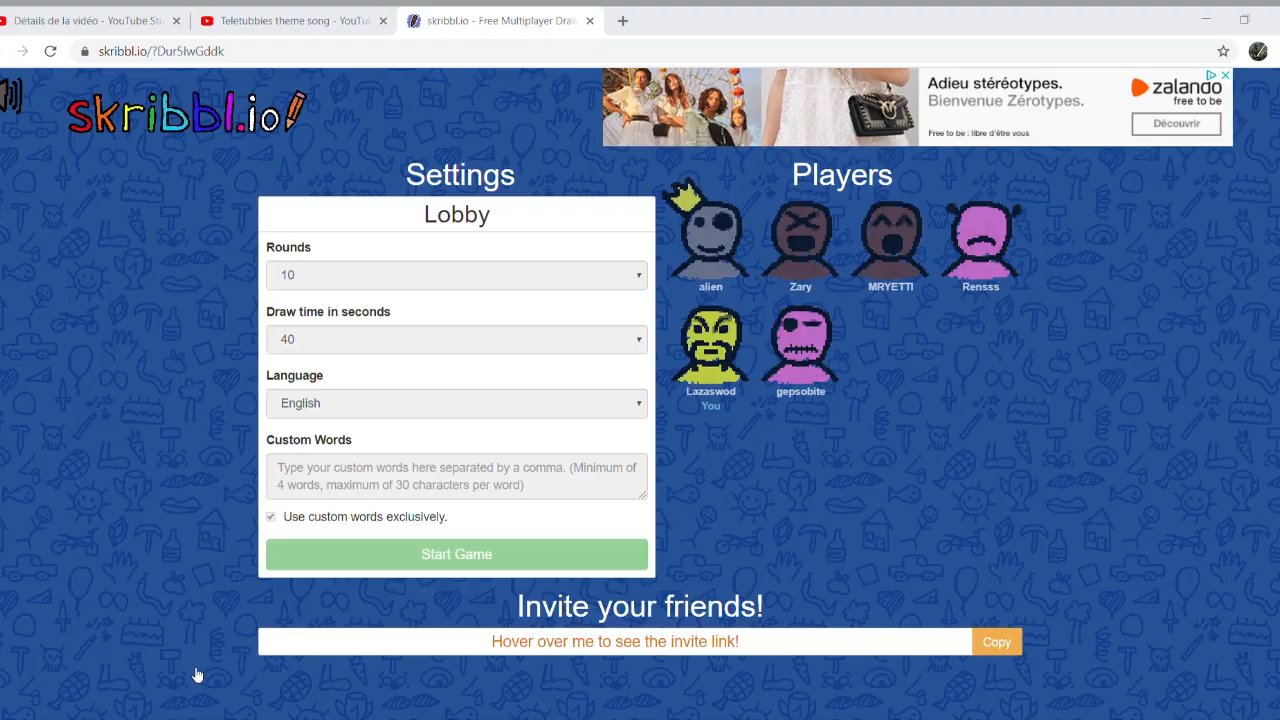 Détails de la vidéo - YouTube Stu
Teletubbies theme song - YouTu
skribbl.io - Free Multiplayer Draw
skribbl.io/?Dur5IwGddk
skribbl.io
Adieu stéréotypes.
Bienvenue Zérotypes.
Free to be : libre d'être vous
zalando
free to be
Découvrir
Settings
Players
Lobby
Rounds
10
Draw time in seconds
40
Language
English
Custom Words
Type your custom words here separated by a comma. (Minimum of
4 words, maximum of 30 characters per word)
Use custom words exclusively.
Start Game
alien
Zary
MRYETTI
Rensss
Lazaswod
You
gepsobite
Invite your friends!
Hover over me to see the invite link!
Copy